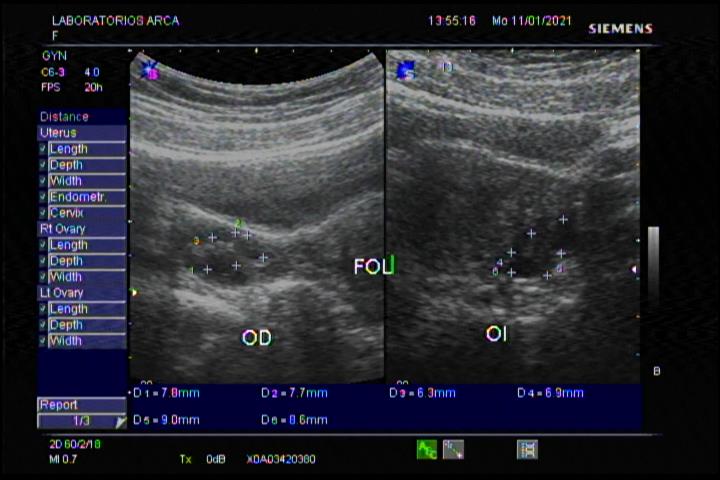 LABORATORIOS ARCA
13:55:16 Mo 11/01/2021
SIEMENS
F
GYN
C6-3 4.0
FPS 20h
Distance
Uterus
Length
Depth
Width
Endometr.
Cervix
Rt Ovary
Length
Depth
Width
Lt Ovary
Length
Depth
Width
FOLI
OD
OI
D1=7.8mm D2=7.7mm D3=6.3mm D4=6.9mm
D5=9.0mm D6=8.6mm
Report
1/3
B
2D 60/2/18
MI 0.7 Tx 0dB XDA03420380